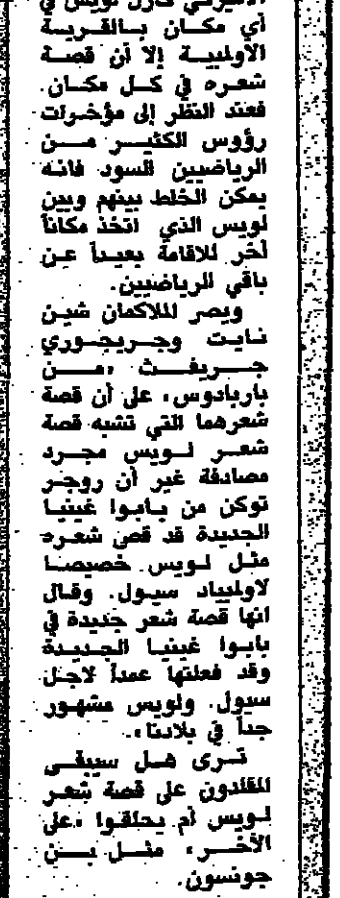 الأميركي كارل لويس في
أي مكان بالقرية
الاولمبية إلا أن قصة
شعره في كل مكان.
فعند النظر إلى مؤخرات
رؤوس الكثير من
الرياضيين السود فانه
يمكن الخلط بينهم وبين
لويس الذي اتخذ مكاناً
آخر للاقامة بعيداً عن
باقي الرياضيين.
ويصر الملاكمان شين
نايت وجريجوري
جريفث «من
باربادوس» على أن قصة
شعرهما التي تشبه قصة
شعر لويس مجرد
مصادفة غير أن روجر
توكن من بابوا غينيا
الجديدة قد قص شعره
مثل لويس خصيصا
لاولمبياد سيول. وقال
انها قصة شعر جديدة في
بابوا غينيا الجديدة
وقد فعلتها عمداً لاجل
سيول. ولويس مشهور
جداً في بلادنا».
ترى هل سيبقى
المقلدون على قصة شعر
لويس أم يحلقوا «على
الآخر» مثل بن
جونسون.